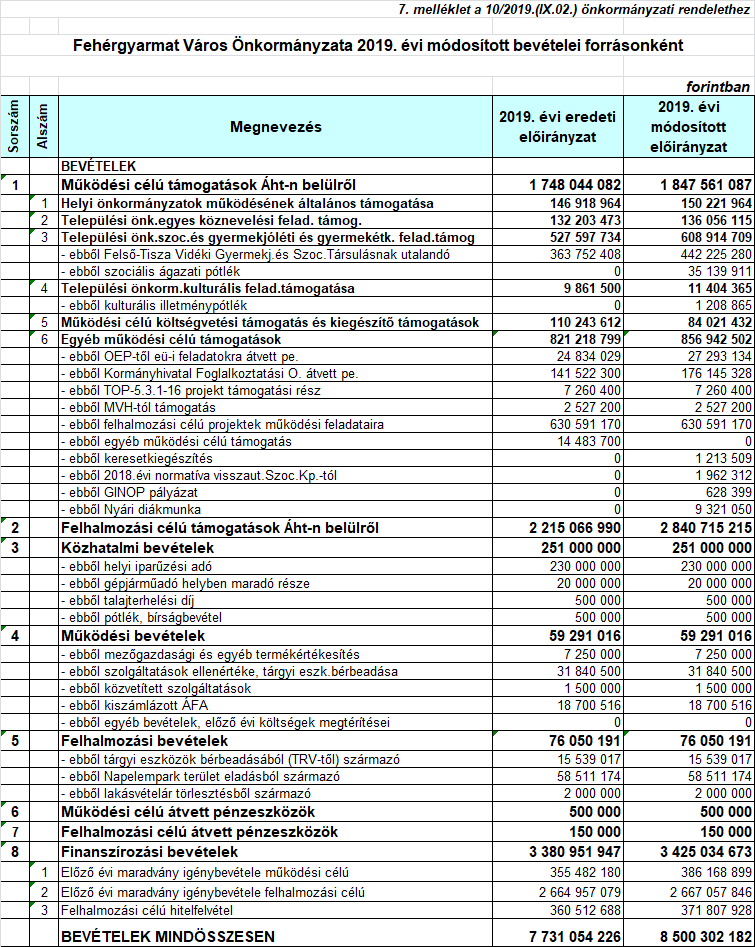 7. melléklet a 10/2019.(IX.02.) önkormányzati rendelethez
Fehérgyarmat Város Önkormányzata 2019. évi módosított bevételei forrásonként
forintban
Sorszám Alszám Megnevezés 2019. évi eredeti előirányzat 2019. évi módosított előirányzat
BEVÉTELEK
1 Működési célú támogatások Áht-n belülről 1 748 044 082 1 847 561 087
1 Helyi önkormányzatok működésének általános támogatása 146 918 964 150 221 964
2 Települési önk.egyes köznevelési felad. támog. 132 203 473 136 056 115
3 Települési önk.szoc.és gyermekjóléti és gyermekétk. felad.támog 527 597 734 608 914 709
- ebből Felső-Tisza Vidéki Gyermekj.és Szoc.Társulásnak utalandó 363 752 408 442 225 280
- ebből szociális ágazati pótlék 0 35 139 911
4 Települési önkorm.kulturális felad.támogatása 9 861 500 11 404 365
- ebből kulturális illetménypótlék 0 1 208 865
5 Működési célú költségvetési támogatás és kiegészítő támogatások 110 243 612 84 021 432
6 Egyéb működési célú támogatások 821 218 799 856 942 502
- ebből OEP-től eü-i feladatokra átvett pe. 24 834 029 27 293 134
- ebből Kormányhivatal Foglalkoztatási O. átvett pe. 141 522 300 176 145 328
- ebből TOP-5.3.1-16 projekt támogatási rész 7 260 400 7 260 400
- ebből MVH-tól támogatás 2 527 200 2 527 200
- ebből felhalmozási célú projektek működési feladataira 630 591 170 630 591 170
- ebből egyéb működési célú támogatás 14 483 700 0
- ebből keresetkiegészítés 0 1 213 509
- ebből 2018.évi normatíva visszaut.Szoc.Kp.-tól 0 1 962 312
- ebből GINOP pályázat 0 628 399
- ebből Nyári diákmunka 0 9 321 050
2 Felhalmozási célú támogatások Áht-n belülről 2 215 066 990 2 840 715 215
3 Közhatalmi bevételek 251 000 000 251 000 000
- ebből helyi iparűzési adó 230 000 000 230 000 000
- ebből gépjárműadó helyben maradó része 20 000 000 20 000 000
- ebből talajterhelési díj 500 000 500 000
- ebből pótlék, bírságbevétel 500 000 500 000
4 Működési bevételek 59 291 016 59 291 016
- ebből mezőgazdasági és egyéb termékértékesítés 7 250 000 7 250 000
- ebből szolgáltatások ellenértéke, tárgyi eszk.bérbeadása 31 840 500 31 840 500
- ebből közvetített szolgáltatások 1 500 000 1 500 000
- ebből kiszámlázott ÁFA 18 700 516 18 700 516
- ebből egyéb bevételek, előző évi költségek megtérítései 0 0
5 Felhalmozási bevételek 76 050 191 76 050 191
- ebből tárgyi eszközök bérbeadásából (TRV-től) származó 15 539 017 15 539 017
- ebből Napelempark terület eladásból származó 58 511 174 58 511 174
- ebből lakásvételár törlesztésből származó 2 000 000 2 000 000
6 Működési célú átvett pénzeszközök 500 000 500 000
7 Felhalmozási célú átvett pénzeszközök 150 000 150 000
8 Finanszírozási bevételek 3 380 951 947 3 425 034 673
1 Előző évi maradvány igénybevétele működési célú 355 482 180 386 168 899
2 Előző évi maradvány igénybevétele felhalmozási célú 2 664 957 079 2 667 057 846
3 Felhalmozási célú hitelfelvétel 360 512 688 371 807 928
BEVÉTELEK MINDÖSSZESEN 7 731 054 226 8 500 302 182